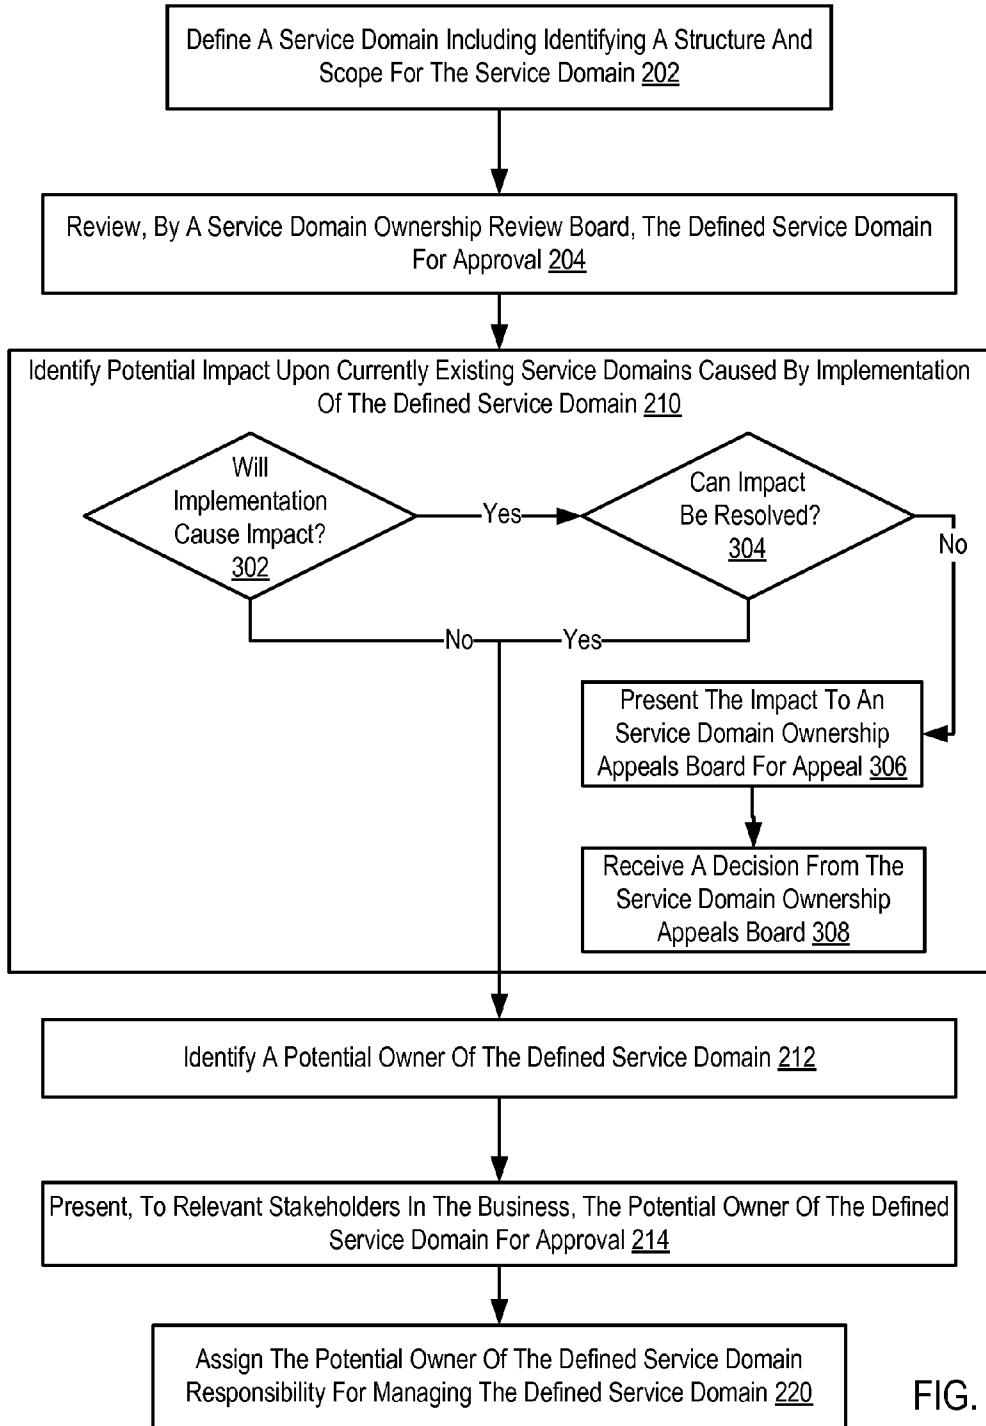 Define A Service Domain Including Identifying A Structure And
Scope For The Service Domain 202
Review, By A Service Domain Ownership Review Board, The Defined Service Domain
For Approval 204
Identify Potential Impact Upon Currently Existing Service Domains Caused By Implementation
Of The Defined Service Domain 210
Will
Implementation
Cause Impact?
302
Yes
Can Impact
Be Resolved?
304
No
No
Yes
Present The Impact To An
Service Domain Ownership
Appeals Board For Appeal 306
Receive A Decision From The
Service Domain Ownership
Appeals Board 308
Identify A Potential Owner Of The Defined Service Domain 212
Present, To Relevant Stakeholders In The Business, The Potential Owner Of The Defined
Service Domain For Approval 214
Assign The Potential Owner Of The Defined Service Domain
Responsibility For Managing The Defined Service Domain 220
FIG.